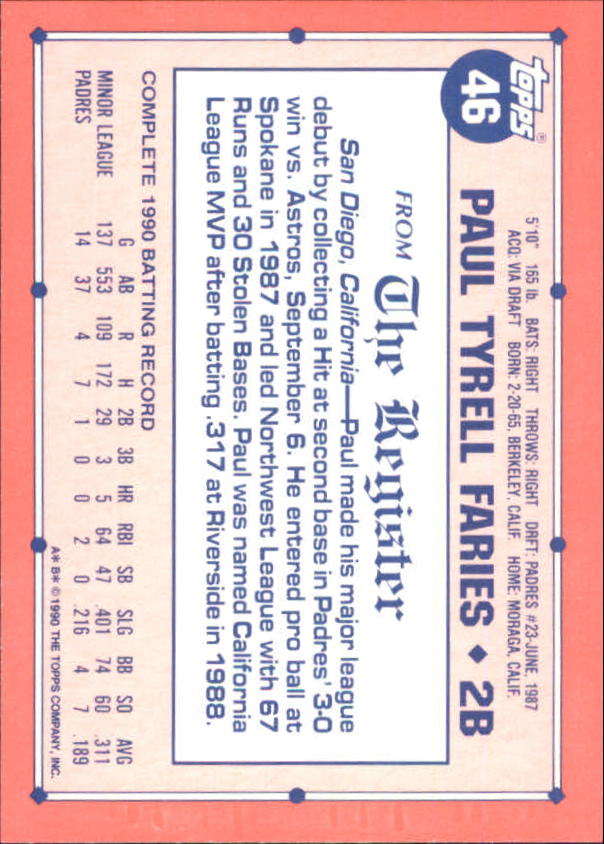 topps®
46
PAUL TYRELL FARIES ♦ 2B
5'10" 165 lb. BATS: RIGHT THROWS: RIGHT DRFT: PADRES #23-JUNE, 1987
ACQ: VIA DRAFT BORN: 2-20-65, BERKELEY, CALIF. HOME: MORAGA, CALIF.
FROM The Register
San Diego, California—Paul made his major league
debut by collecting a Hit at second base in Padres' 3-0
win vs. Astros, September 6. He entered pro ball at
Spokane in 1987 and led Northwest League with 67
Runs and 30 Stolen Bases. Paul was named California
League MVP after batting .317 at Riverside in 1988.
COMPLETE 1990 BATTING RECORD
G AB R H 2B 3B HR RBI SB SLG BB SO AVG
MINOR LEAGUE 137 553 109 172 29 3 5 64 47 .401 74 60 .311
PADRES 14 37 4 7 1 0 0 2 0 .216 4 7 .189
A* B* © 1990 THE TOPPS COMPANY, INC.